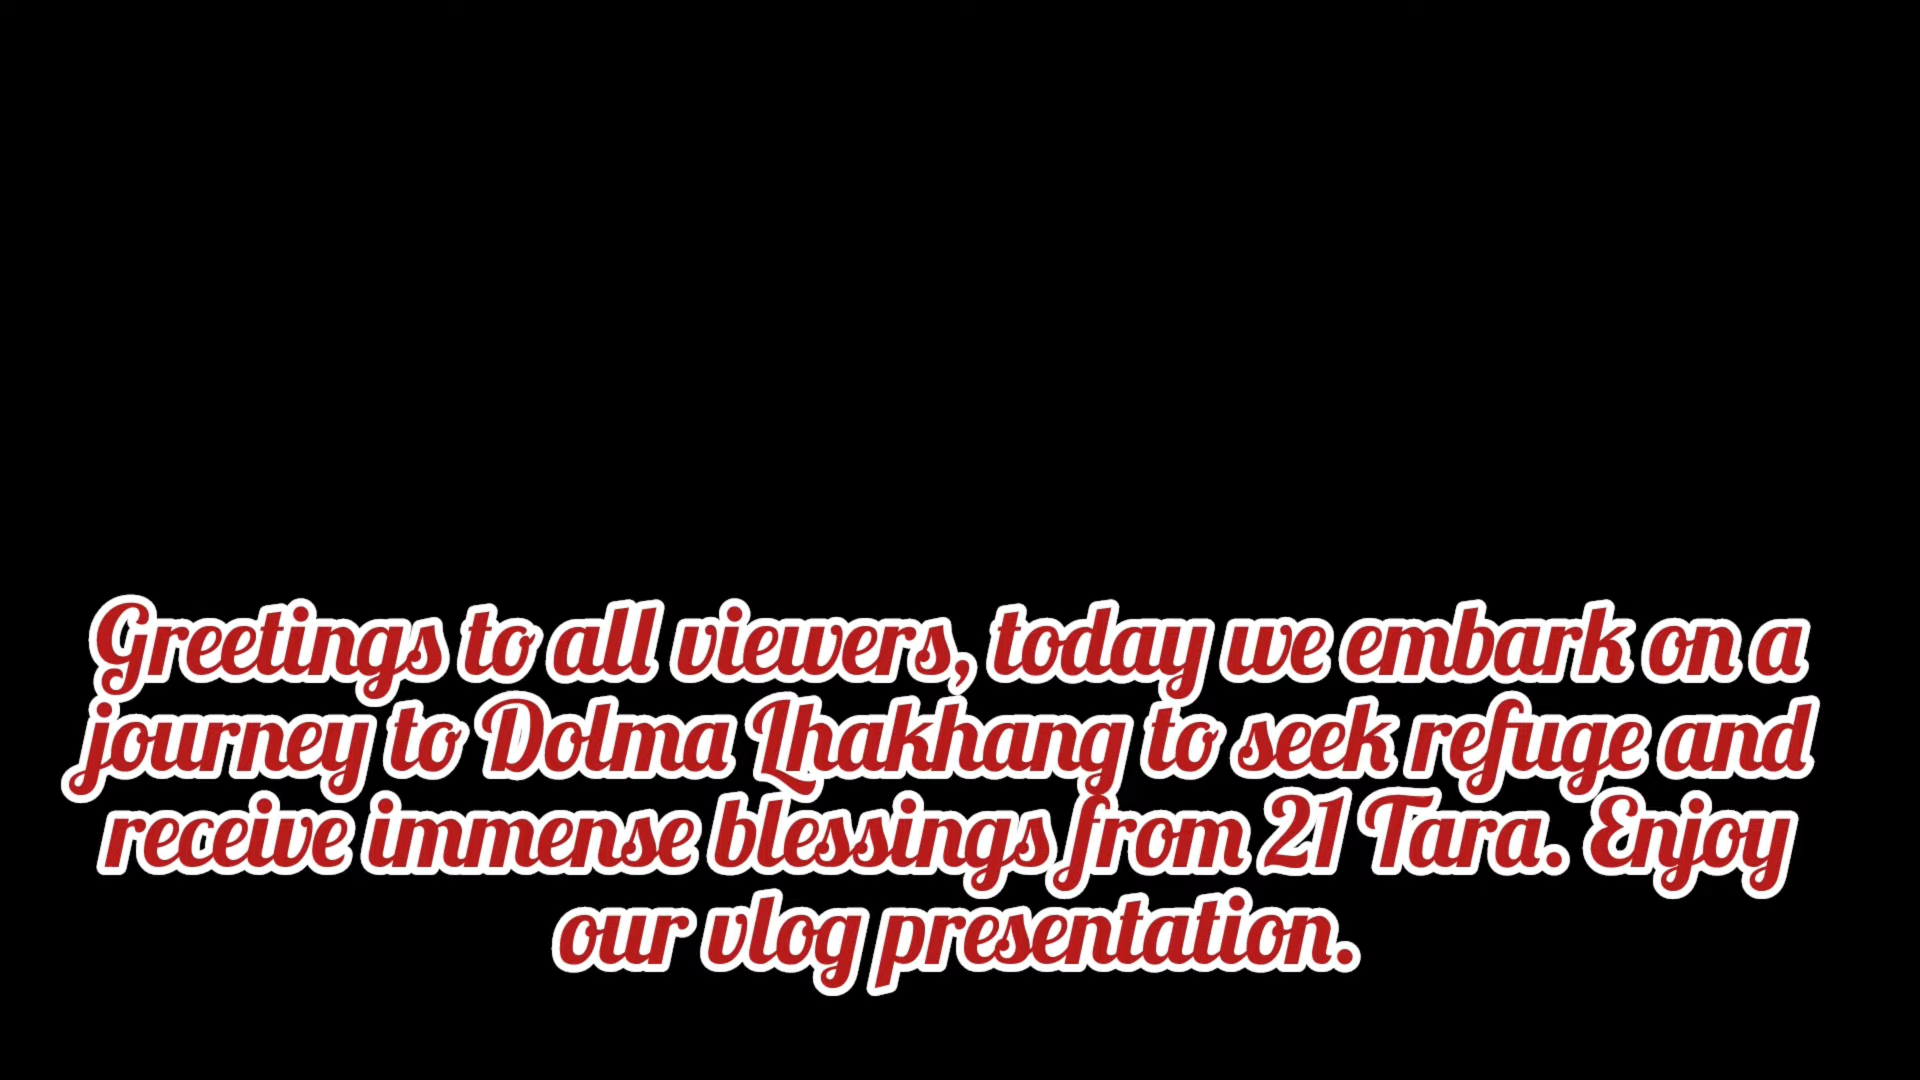 Greetings to all viewers, today we embark on a
journey to Dolma Lhakhang to seek refuge and
receive immense blessings from 21 Tara. Enjoy
our vlog presentation.